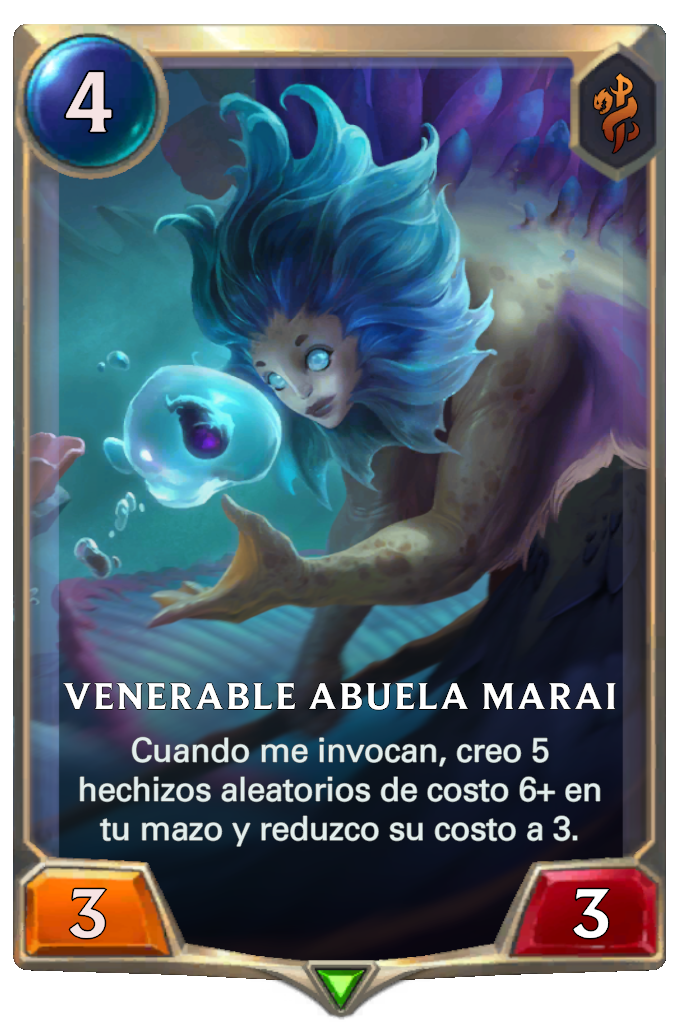 4
VENERABLE ABUELA MARAI
Cuando me invocan, creo 5
hechizos aleatorios de costo 6+ en
tu mazo y reduzco su costo a 3.
3
3